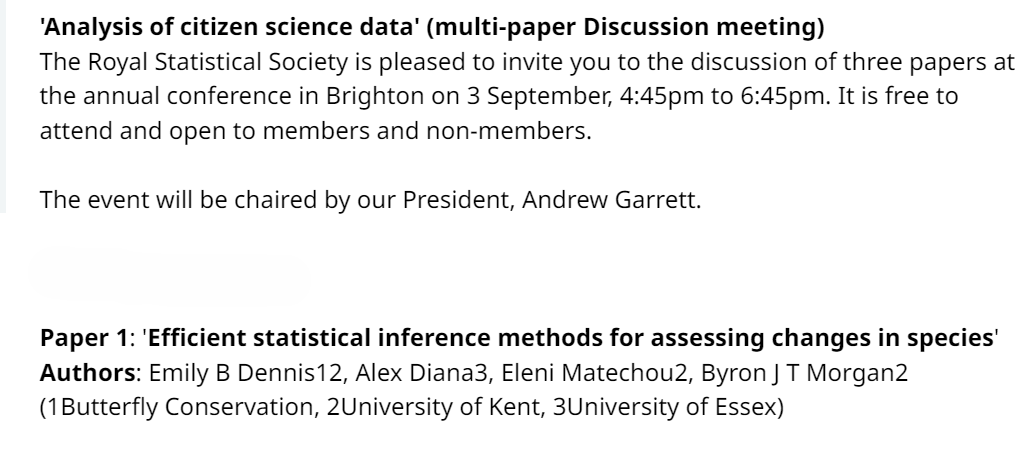 'Analysis of citizen science data' (multi-paper Discussion meeting)
The Royal Statistical Society is pleased to invite you to the discussion of three papers at
the annual conference in Brighton on 3 September, 4:45pm to 6:45pm. It is free to
attend and open to members and non-members.
The event will be chaired by our President, Andrew Garrett.
Paper 1: 'Efficient statistical inference methods for assessing changes in species'
Authors: Emily B Dennis12, Alex Diana3, Eleni Matechou2, Byron J T Morgan2
(1Butterfly Conservation, 2University of Kent, 3University of Essex)